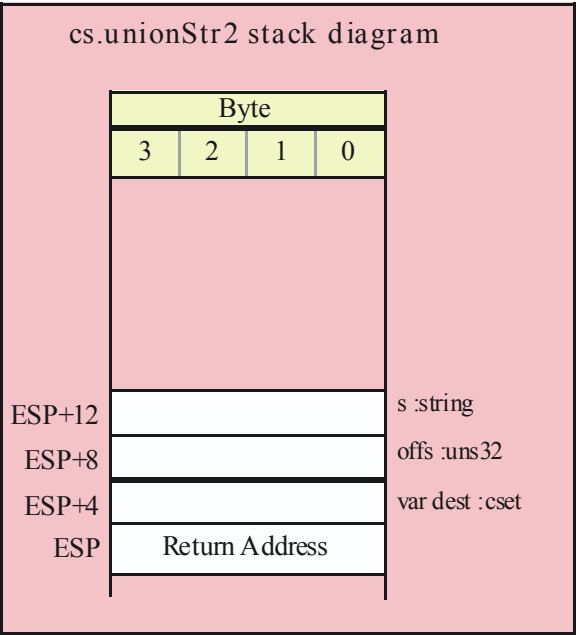 cs.unionStr2 stack diagram
Byte
3 2 1 0
ESP+12 s :string
ESP+8 offs :uns32
ESP+4 var dest :cset
ESP Return Address